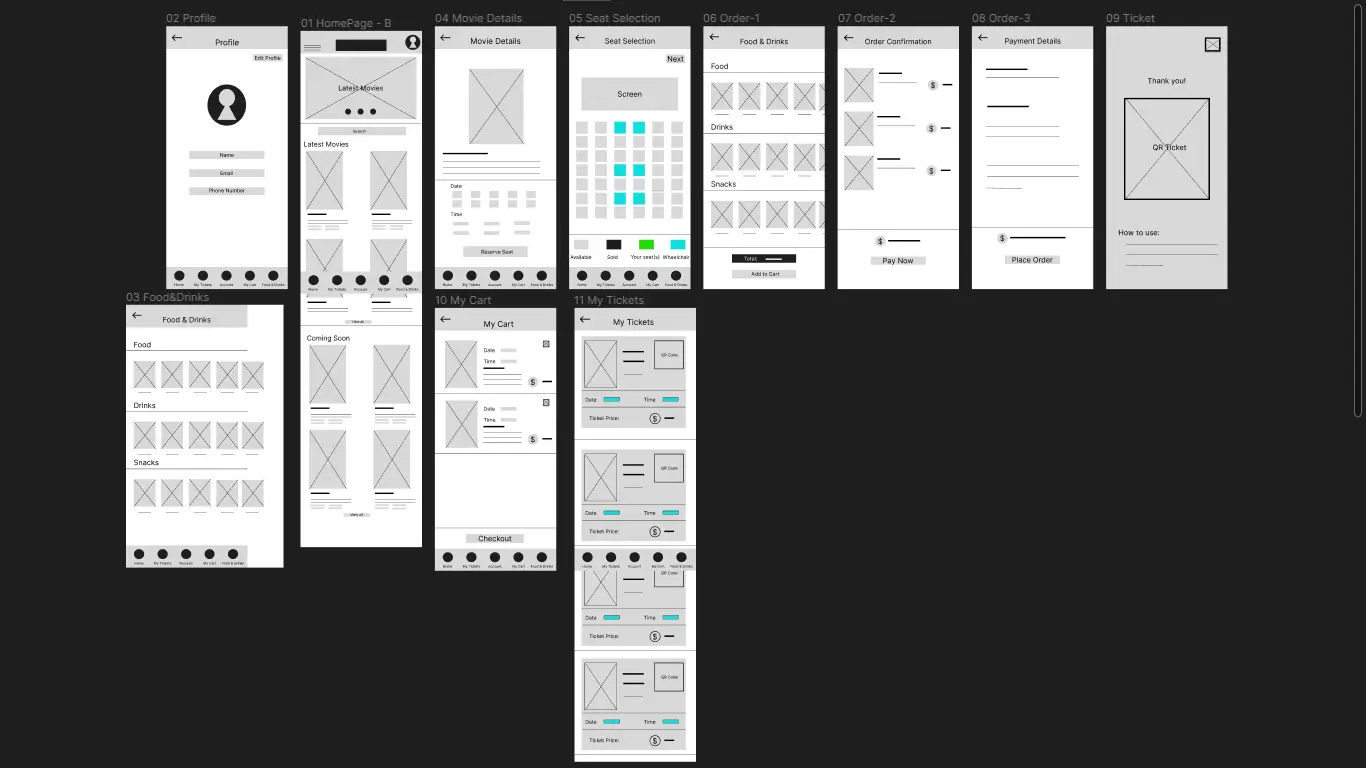 02 Profile
Profile
Edit Profile
Name
Email
Phone Number
01 HomePage - B
Latest Movies
Search
Latest Movies
Home
My Tickets
Account
My Cart
Food & Drinks
View all
Coming Soon
View all
04 Movie Details
Movie Details
Date
Time
Reserve Seat
Home
My Tickets
Account
My Cart
Food & Drinks
05 Seat Selection
Seat Selection
Next
Screen
Available
Sold
Your seat(s)
Wheelchair
Home
My Tickets
Account
My Cart
Food & Drinks
06 Order-1
Food & Drinks
Food
Drinks
Snacks
Total:
Add to Cart
07 Order-2
Order Confirmation
$
$
$
$
Pay Now
08 Order-3
Payment Details
$
Place Order
09 Ticket
Thank you!
QR Ticket
How to use:
03 Food&Drinks
Food & Drinks
Food
Drinks
Snacks
Home
My Tickets
Account
My Cart
Food & Drinks
10 My Cart
My Cart
Date
Time
$
Date
Time
$
Checkout
Home
My Tickets
Account
My Cart
Food & Drinks
11 My Tickets
My Tickets
QR Code
Date
Time
Ticket Price:
$
QR Code
Date
Time
Ticket Price:
$
Home
My Tickets
Account
My Cart
Food & Drinks
QR Code
Date
Time
Ticket Price:
$
QR Code
Date
Time
Ticket Price:
$